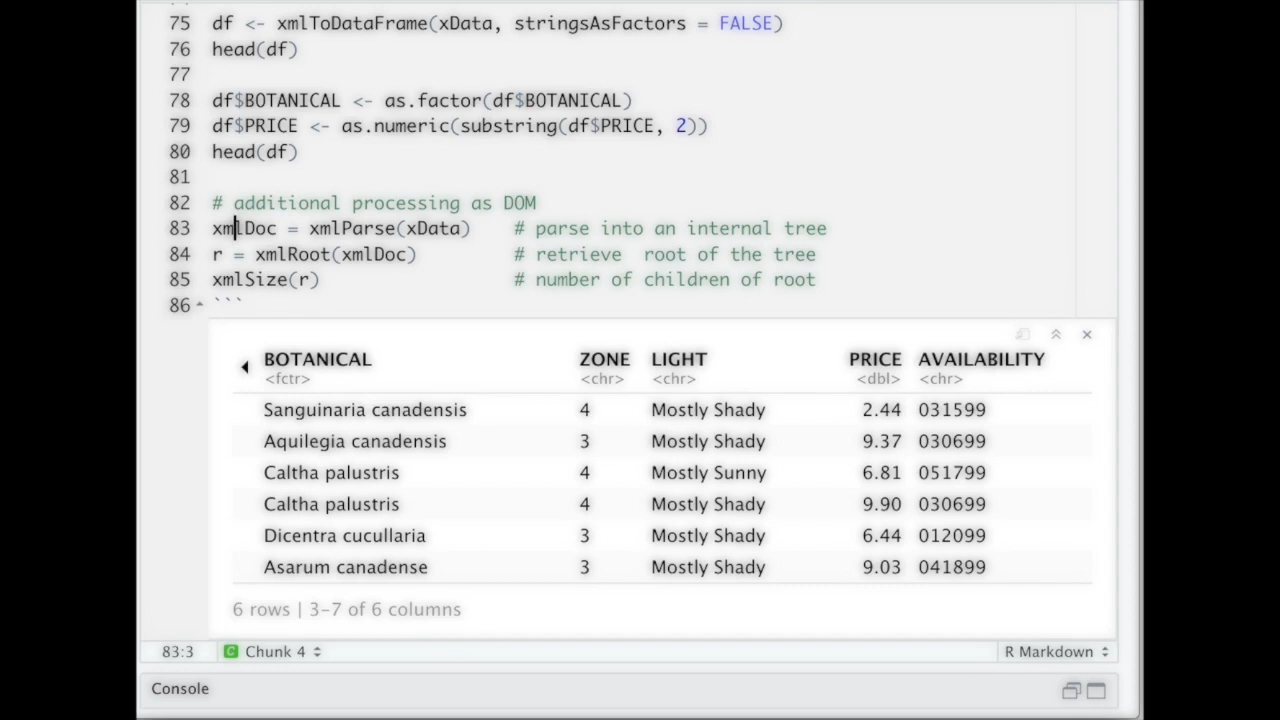 75 df <- xmlToDataFrame(xData, stringsAsFactors = FALSE)
76 head(df)
77
78 df$BOTANICAL <- as.factor(df$BOTANICAL)
79 df$PRICE <- as.numeric(substring(df$PRICE, 2))
80 head(df)
81
82 # additional processing as DOM
83 xmlDoc = xmlParse(xData) # parse into an internal tree
84 r = xmlRoot(xmlDoc) # retrieve root of the tree
85 xmlSize(r) # number of children of root
86 ```
BOTANICAL ZONE LIGHT PRICE AVAILABILITY
<fctr> <chr> <chr> <dbl> <chr>
Sanguinaria canadensis 4 Mostly Shady 2.44 031599
Aquilegia canadensis 3 Mostly Shady 9.37 030699
Caltha palustris 4 Mostly Sunny 6.81 051799
Caltha palustris 4 Mostly Shady 9.90 030699
Dicentra cucullaria 3 Mostly Shady 6.44 012099
Asarum canadense 3 Mostly Shady 9.03 041899
6 rows | 3-7 of 6 columns
83:3 C Chunk 4 R Markdown
Console